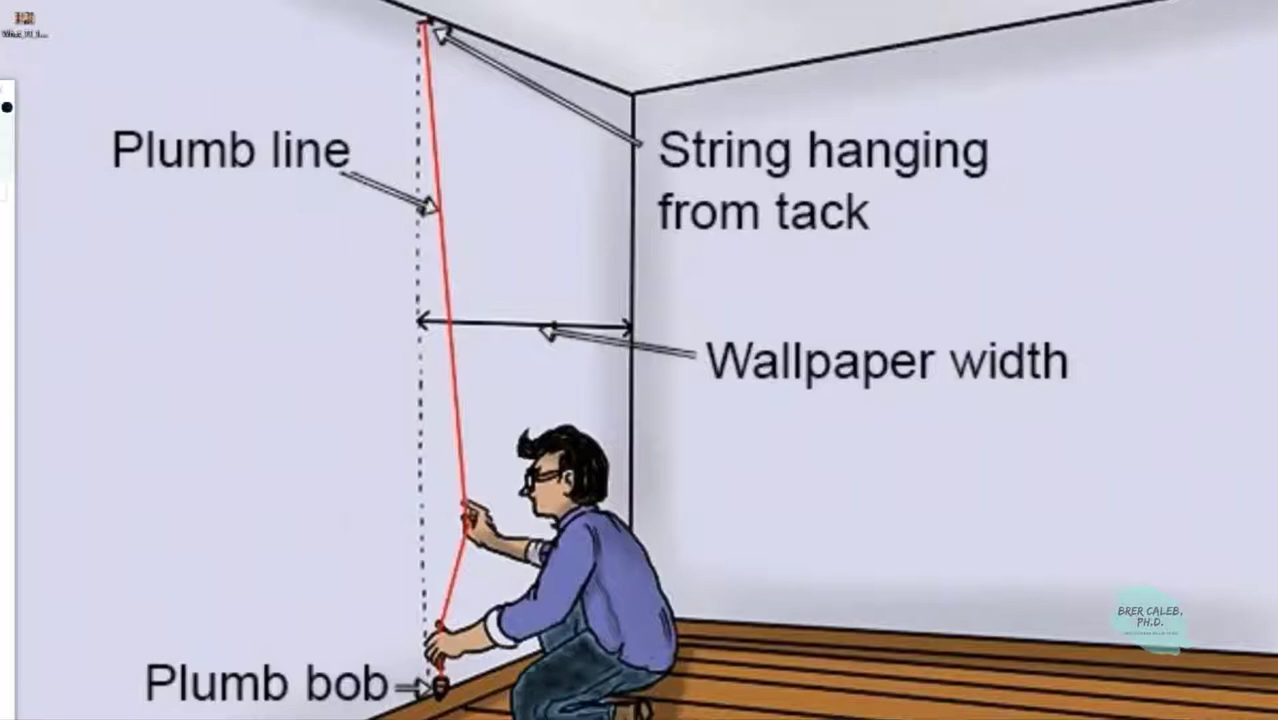 Plumb line
String hanging
from tack
Wallpaper width
Plumb bob
BRER CALEB,
PH.D.